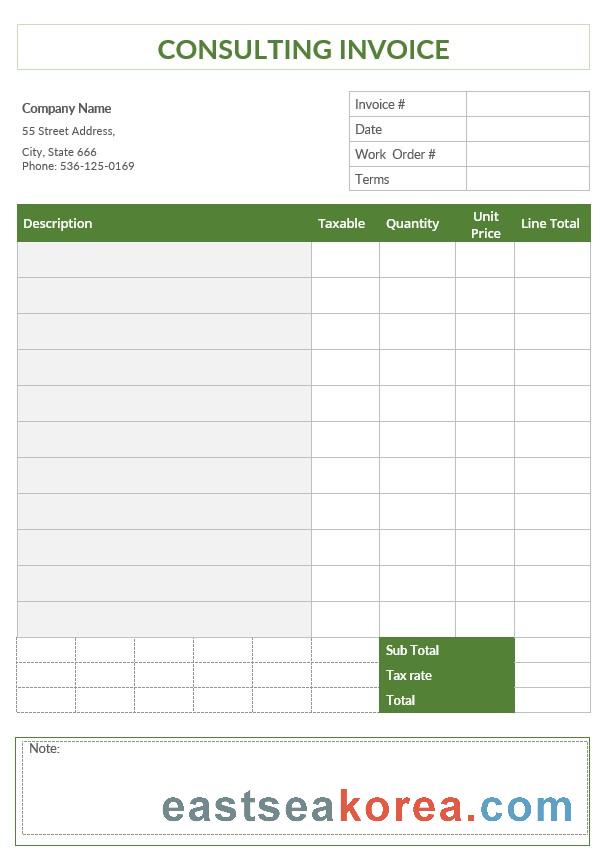 CONSULTING INVOICE
Company Name
55 Street Address,
City, State 666
Phone: 536-125-0169
Invoice #
Date
Work Order #
Terms
Description Taxable Quantity Unit Price Line Total
Sub Total
Tax rate
Total
Note:
eastseakorea.com